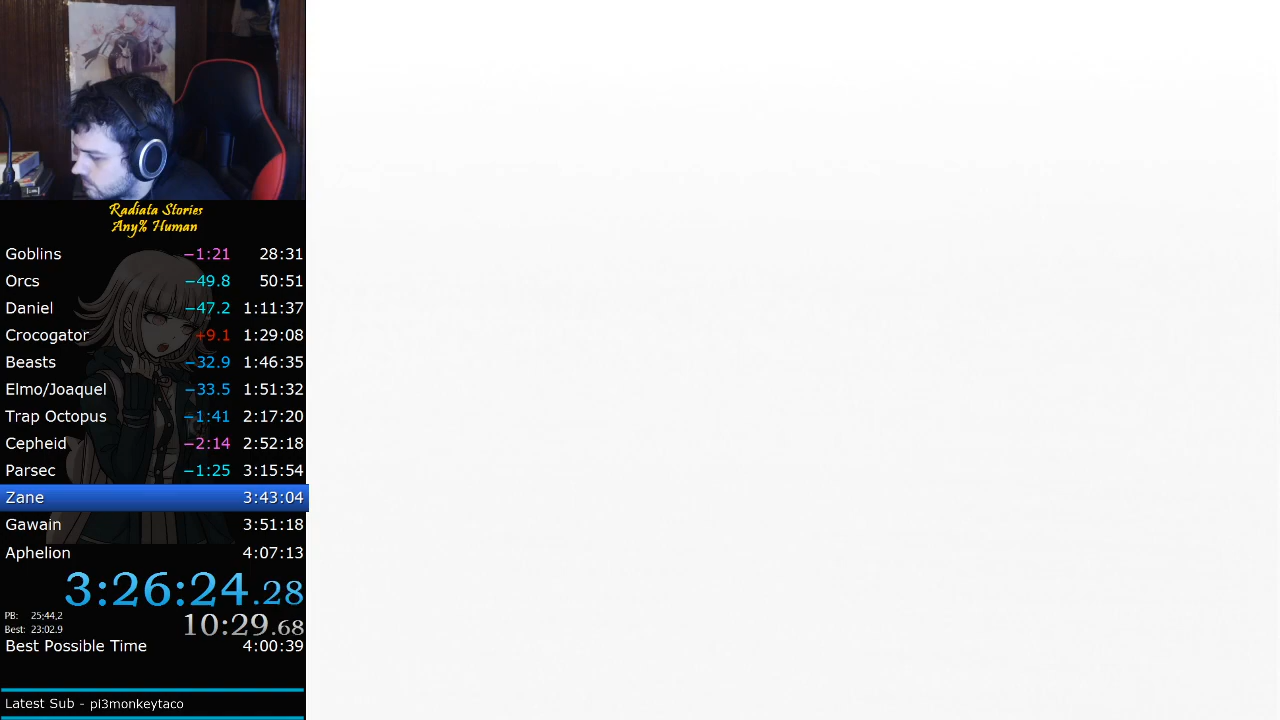 Radiata Stories
Any% Human
Goblins −1:21 28:31
Orcs −49.8 50:51
Daniel −47.2 1:11:37
Crocogator +9.1 1:29:08
Beasts −32.9 1:46:35
Elmo/Joaquel −33.5 1:51:32
Trap Octopus −1:41 2:17:20
Cepheid −2:14 2:52:18
Parsec −1:25 3:15:54
Zane 3:43:04
Gawain 3:51:18
Aphelion 4:07:13
3:26:24.28
PB: 25:44,2
Best: 23:02.9
10:29.68
Best Possible Time 4:00:39
Latest Sub - pl3monkeytaco